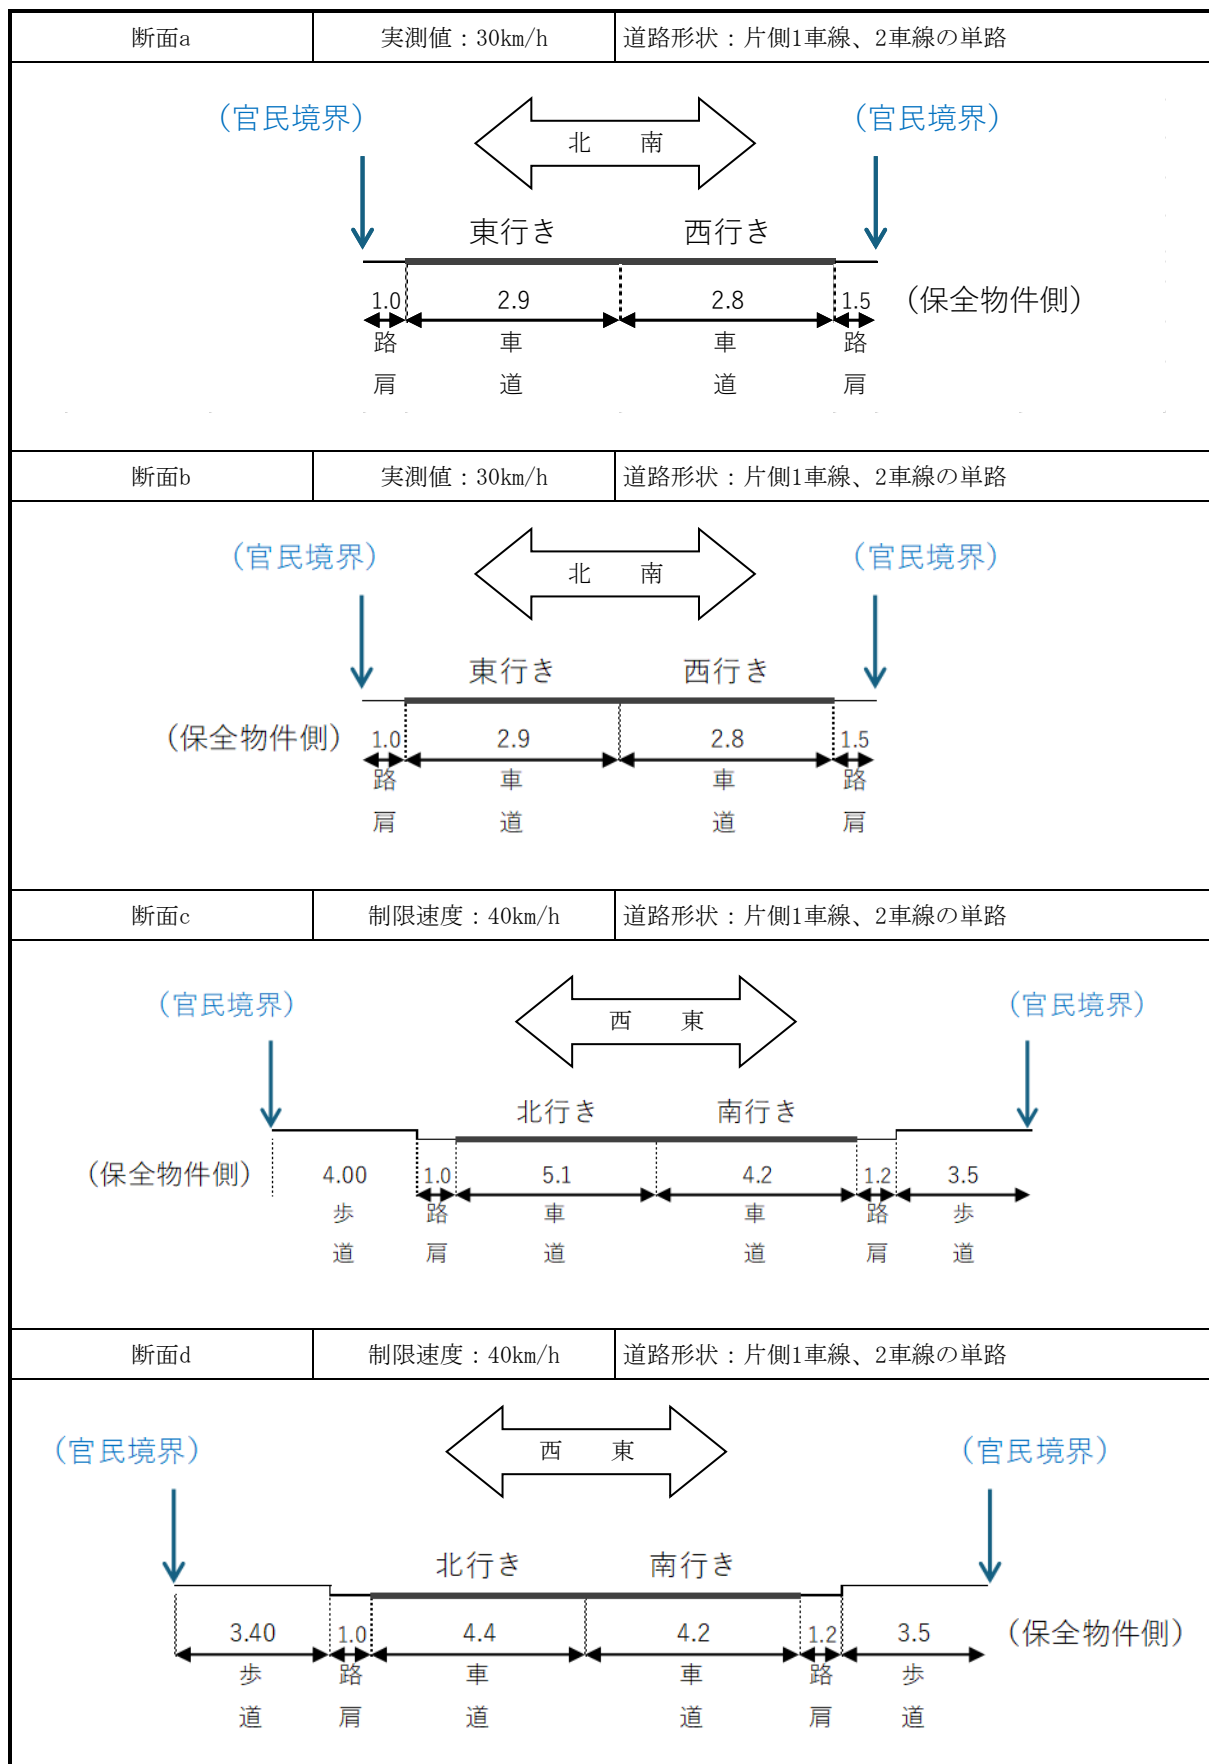 断面a 実測値：30km/h 道路形状：片側1車線、2車線の単路
（官民境界） （官民境界）
北 南
東行き 西行き
1.0 2.9 2.8 1.5 （保全物件側）
路 車 車 路
肩 道 道 肩
断面b 実測値：30km/h 道路形状：片側1車線、2車線の単路
（官民境界） （官民境界）
北 南
東行き 西行き
（保全物件側） 1.0 2.9 2.8 1.5
路 車 車 路
肩 道 道 肩
断面c 制限速度：40km/h 道路形状：片側1車線、2車線の単路
（官民境界） （官民境界）
西 東
北行き 南行き
（保全物件側） 4.00 1.0 5.1 4.2 1.2 3.5
歩 路 車 車 路 歩
道 肩 道 道 肩 道
断面d 制限速度：40km/h 道路形状：片側1車線、2車線の単路
（官民境界） （官民境界）
西 東
北行き 南行き
3.40 1.0 4.4 4.2 1.2 3.5 （保全物件側）
歩 路 車 車 路 歩
道 肩 道 道 肩 道